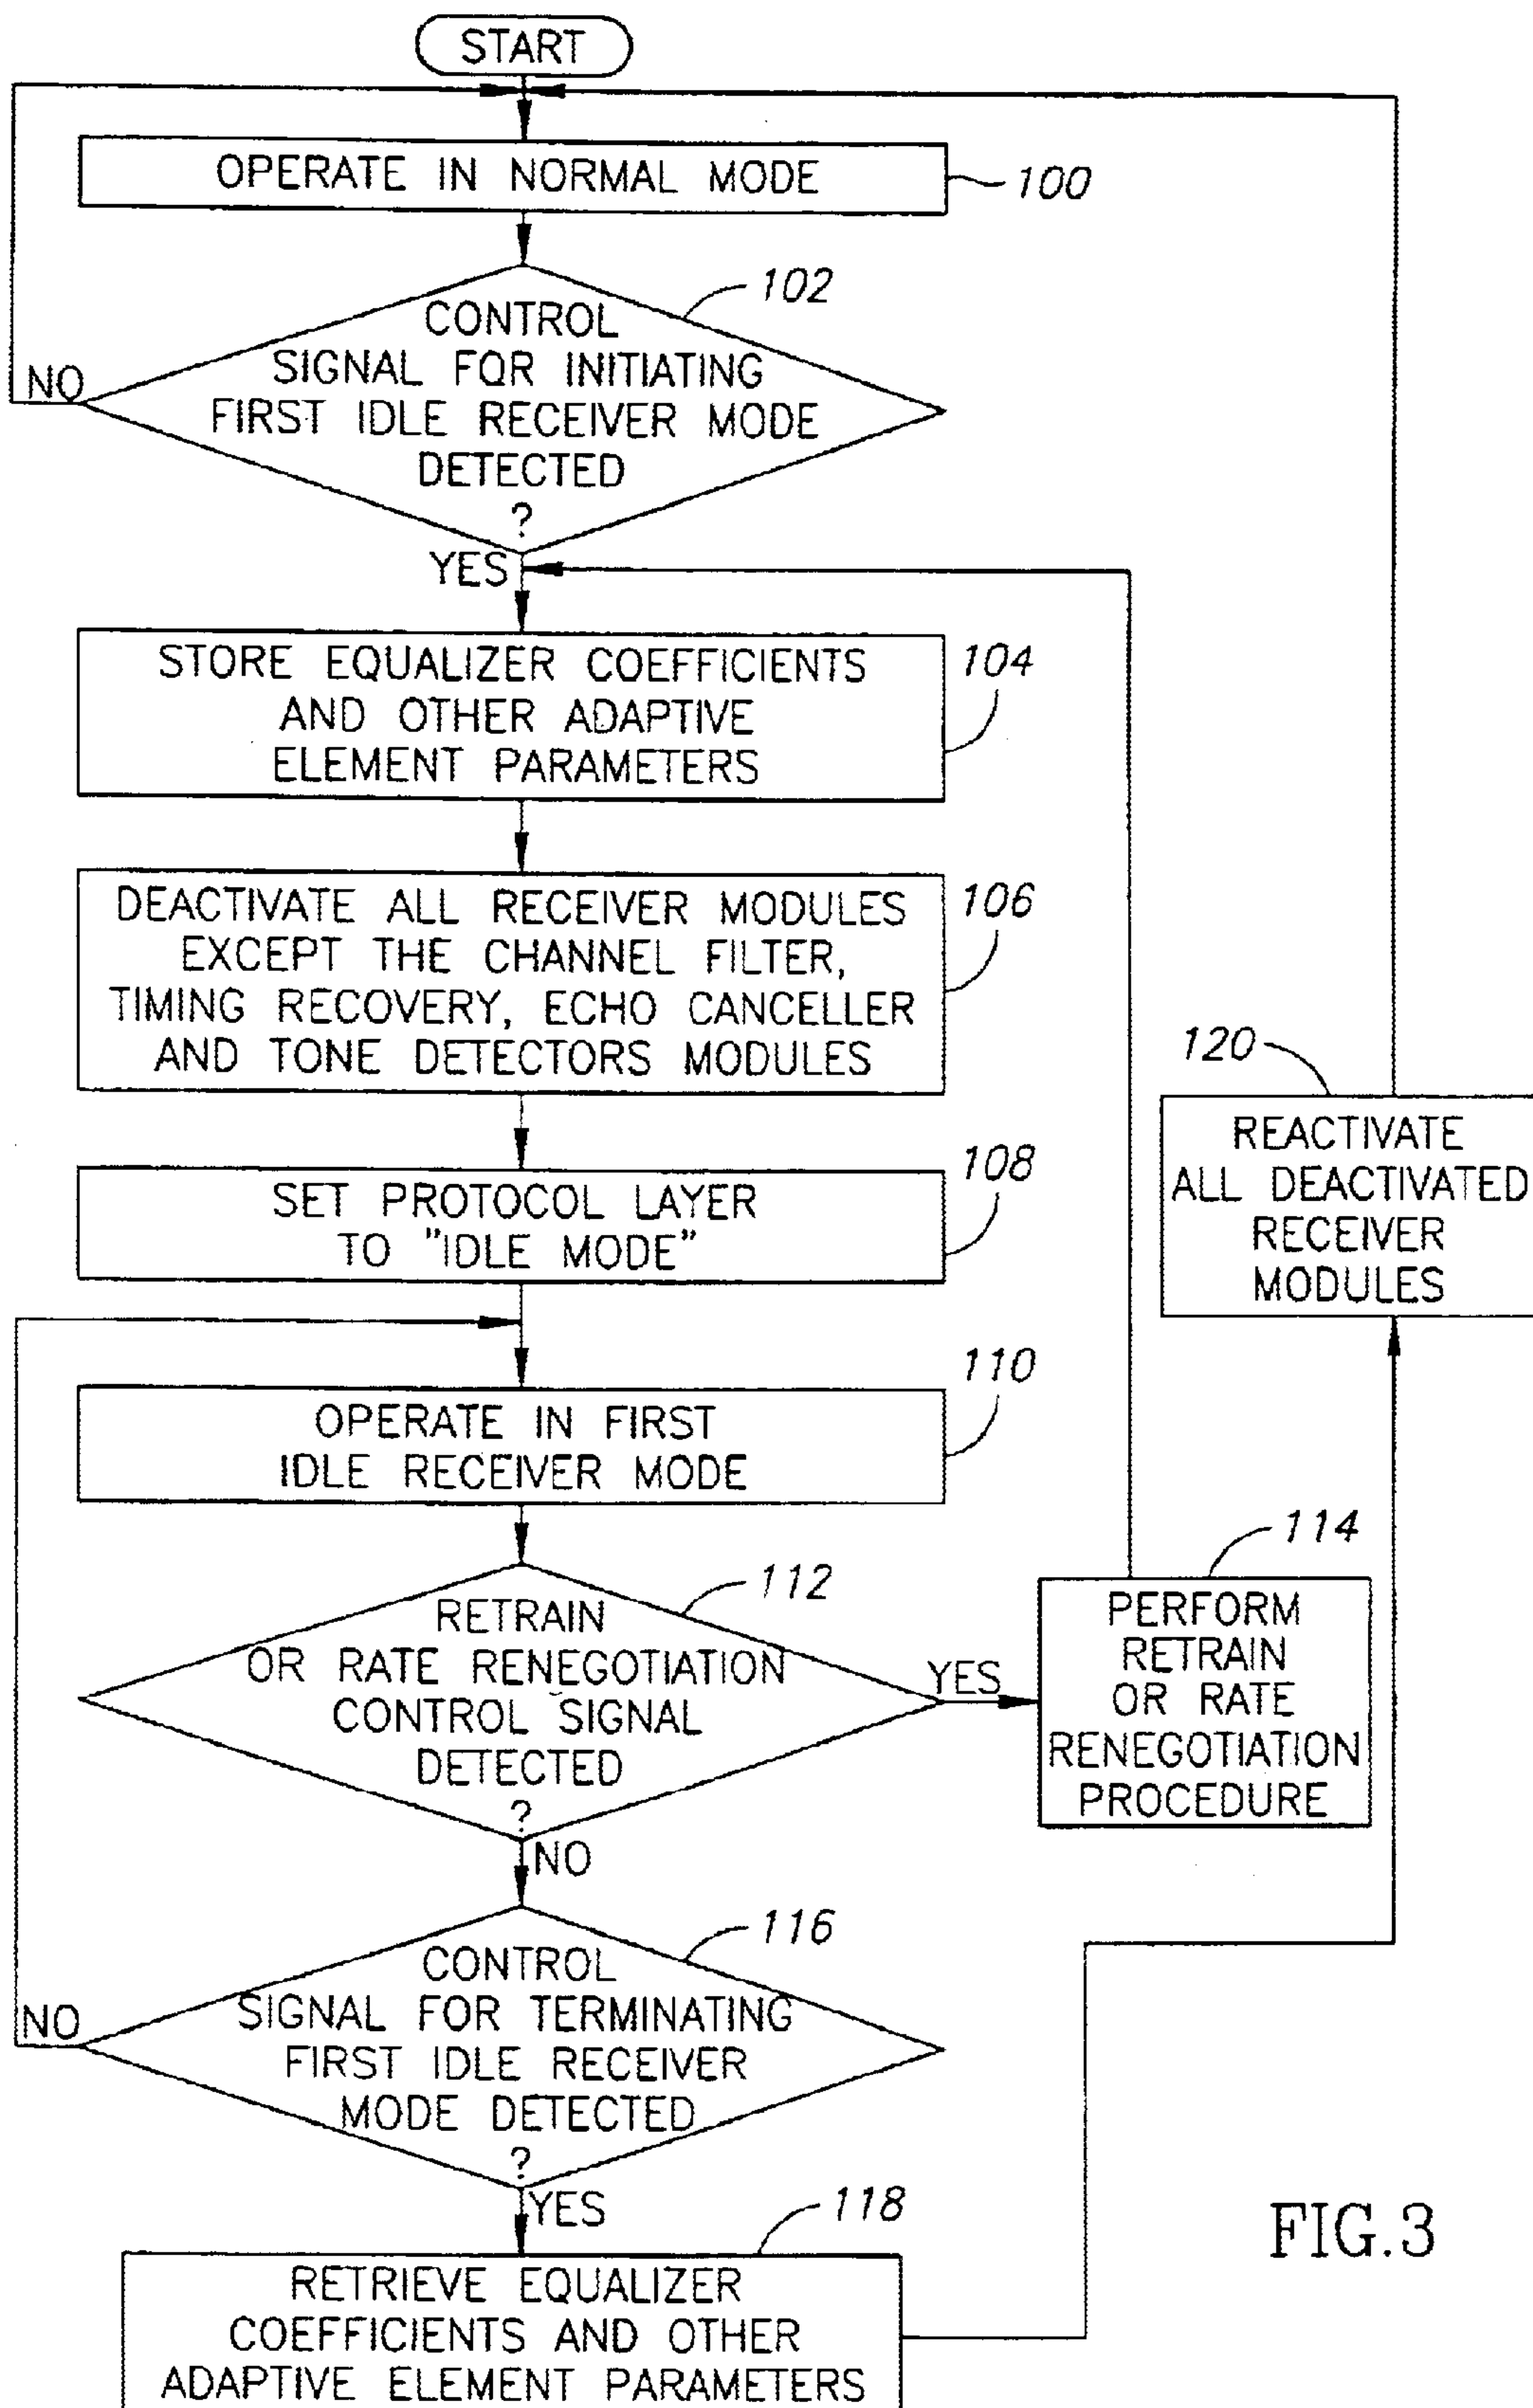 START
OPERATE IN NORMAL MODE
100
102
CONTROL
SIGNAL FOR INITIATING
FIRST IDLE RECEIVER MODE
DETECTED
?
NO
YES
STORE EQUALIZER COEFFICIENTS
AND OTHER ADAPTIVE
ELEMENT PARAMETERS
104
DEACTIVATE ALL RECEIVER MODULES
EXCEPT THE CHANNEL FILTER,
TIMING RECOVERY, ECHO CANCELLER
AND TONE DETECTORS MODULES
106
SET PROTOCOL LAYER
TO "IDLE MODE"
108
120
REACTIVATE
ALL DEACTIVATED
RECEIVER
MODULES
OPERATE IN FIRST
IDLE RECEIVER MODE
110
112
RETRAIN
OR RATE RENEGOTIATION
CONTROL SIGNAL
DETECTED
?
YES
NO
114
PERFORM
RETRAIN
OR RATE
RENEGOTIATION
PROCEDURE
116
CONTROL
SIGNAL FOR TERMINATING
FIRST IDLE RECEIVER
MODE DETECTED
?
NO
YES
118
RETRIEVE EQUALIZER
COEFFICIENTS AND OTHER
ADAPTIVE ELEMENT PARAMETERS
FIG.3